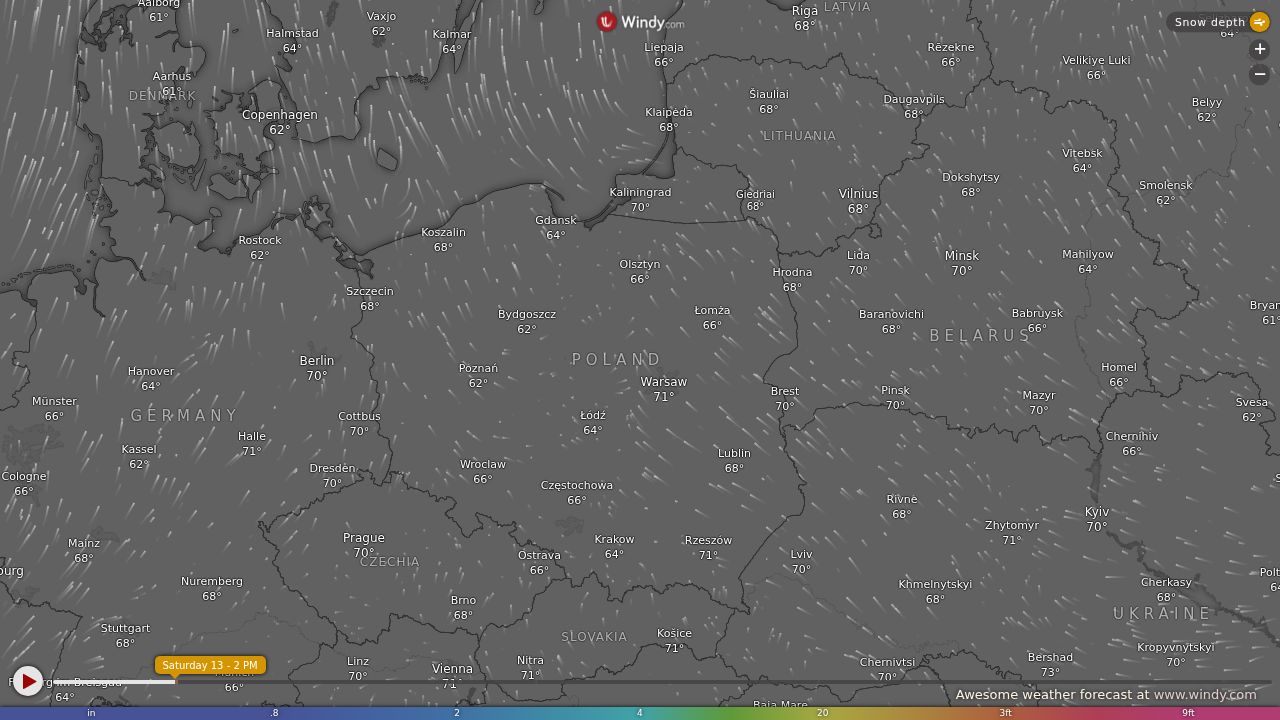 Aalborg
61°
Vaxjo
62°
Halmstad
64°
Kalmar
64°
Windy.com
Riga
68°
LATVIA
Snow depth
64°
+
−
Liepaja
66°
Rēzekne
66°
Velikiye Luki
66°
Aarhus
61°
DENMARK
Copenhagen
62°
Klaipėda
68°
Šiauliai
68°
Daugavpils
68°
Belyy
62°
LITHUANIA
Vitebsk
64°
Kaliningrad
70°
Giedriai
68°
Vilnius
68°
Dokshytsy
68°
Smolensk
62°
Rostock
62°
Koszalin
68°
Gdansk
64°
Olsztyn
66°
Hrodna
68°
Lida
70°
Minsk
70°
Mahilyow
64°
Szczecin
68°
Bydgoszcz
62°
Łomża
66°
Baranovichi
68°
Babruysk
66°
61°
BELARUS
POLAND
Hanover
64°
Berlin
70°
Poznań
62°
Warsaw
71°
Brest
70°
Pinsk
70°
Mazyr
70°
Homel
66°
Münster
66°
GERMANY
Cottbus
70°
Łódź
64°
Svesa
62°
Kassel
62°
Halle
71°
Lublin
68°
Chernihiv
66°
Cologne
66°
Dresden
70°
Wroclaw
66°
Częstochowa
66°
Rivne
68°
Kyiv
70°
Zhytomyr
71°
Mainz
68°
Prague
70°
CZECHIA
Ostrava
66°
Krakow
64°
Rzeszów
71°
Lviv
70°
Nuremberg
68°
Brno
68°
Khmelnytskyi
68°
Cherkasy
68°
UKRAINE
Stuttgart
68°
SLOVAKIA
Košice
71°
Linz
70°
Vienna
71°
Nitra
71°
Chernivtsi
70°
Bershad
73°
Kropyvnytskyi
70°
Saturday 13 - 2 PM
64°
66°
Baia Mare
Awesome weather forecast at www.windy.com
in .8 2 4 20 3ft 9ft